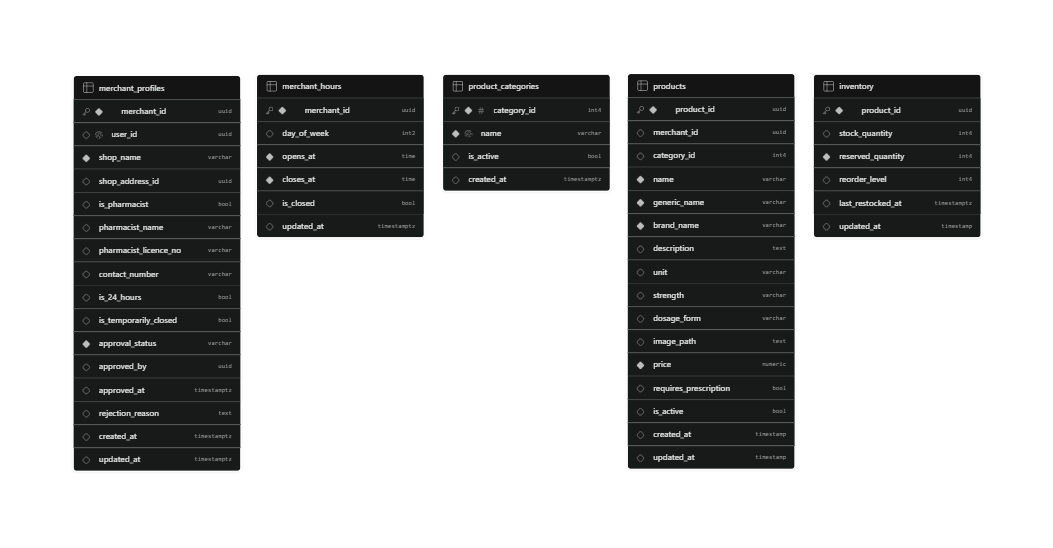 merchant_profiles
merchant_id uuid
user_id uuid
shop_name varchar
shop_address_id uuid
is_pharmacist bool
pharmacist_name varchar
pharmacist_licence_no varchar
contact_number varchar
is_24_hours bool
is_temporarily_closed bool
approval_status varchar
approved_by uuid
approved_at timestamptz
rejection_reason text
created_at timestamptz
updated_at timestamptz
merchant_hours
merchant_id uuid
day_of_week int2
opens_at time
closes_at time
is_closed bool
updated_at timestamptz
product_categories
# category_id int4
name varchar
is_active bool
created_at timestamptz
products
product_id uuid
merchant_id uuid
category_id int4
name varchar
generic_name varchar
brand_name varchar
description text
unit varchar
strength varchar
dosage_form varchar
image_path text
price numeric
requires_prescription bool
is_active bool
created_at timestamp
updated_at timestamp
inventory
product_id uuid
stock_quantity int4
reserved_quantity int4
reorder_level int4
last_restocked_at timestamptz
updated_at timestamp